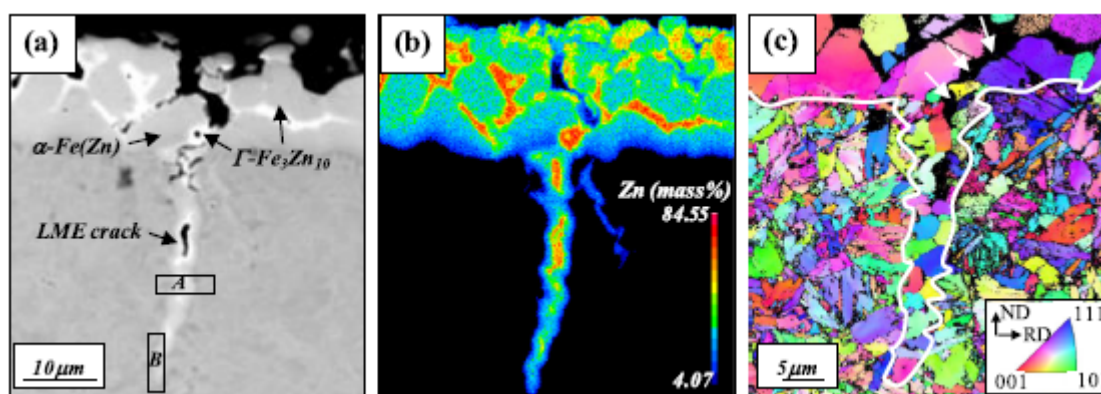 (a)
α-Fe(Zn)
Γ-Fe3Zn10
LME crack
A
B
10μm
(b)
Zn (mass%)
84.55
4.07
(c)
ND
RD
111
001
10
5μm